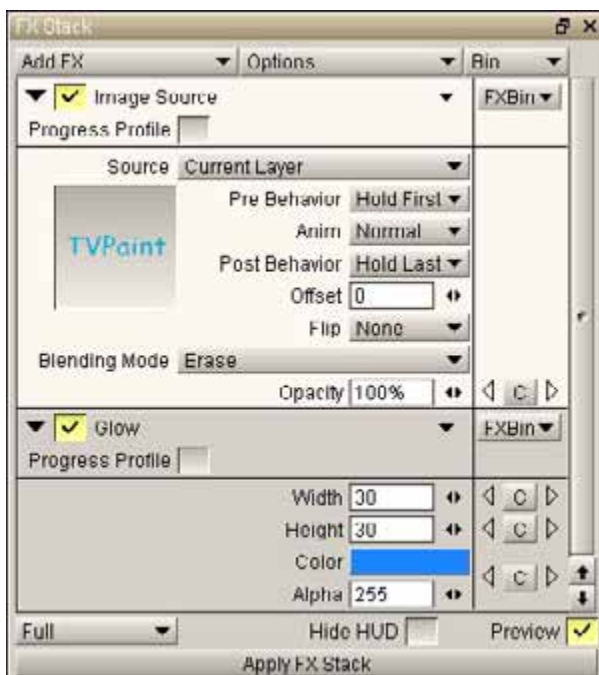 FX Stack
Add FX Options Bin
Image Source FXBin
Progress Profile
Source Current Layer
TVPaint
Pre Behavior Hold First
Anim Normal
Post Behavior Hold Last
Offset 0
Flip None
Blending Mode Erase
Opacity 100% C
Glow FXBin
Progress Profile
Width 30 C
Height 30 C
Color
Alpha 255 C
Full Hide HUD Preview
Apply FX Stack